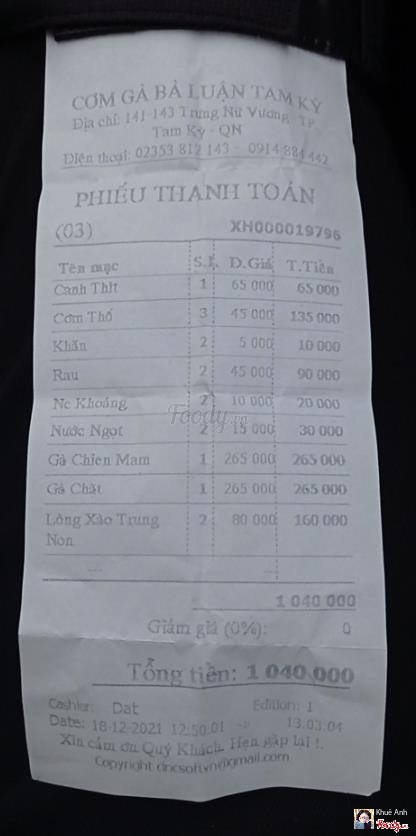 CƠM GÀ BÀ LUẬN TAM KỲ
Địa chỉ: 141-143 Trưng Nữ Vương, TP
Tam Kỳ - QN
Điện thoại: 02353 812 143 - 0914 884 442
PHIẾU THANH TOÁN
(03) XH000019796
Tên mục S.L Đ.Giá T.Tiền
Canh Thịt 1 65 000 65 000
Cơm Thố 3 45 000 135 000
Khăn 2 5 000 10 000
Rau 2 45 000 90 000
Nc Khoáng 2 10 000 20 000
Nước Ngọt 2 15 000 30 000
Gà Chien Mam 1 265 000 265 000
Gà Chặt 1 265 000 265 000
Lòng Xào Trung 2 80 000 160 000
Non
1 040 000
Giảm giá (0%): 0
Tổng tiền: 1 040 000
Cashier: Dat Edition: 1
Date: 18-12-2021 12:50:01 -> 13:03:04
Xin cảm ơn Quý Khách. Hẹn gặp lại !.
Copyright dncsoftvn@gmail.com
Foody.vn
Khuê Anh
Foody.vn